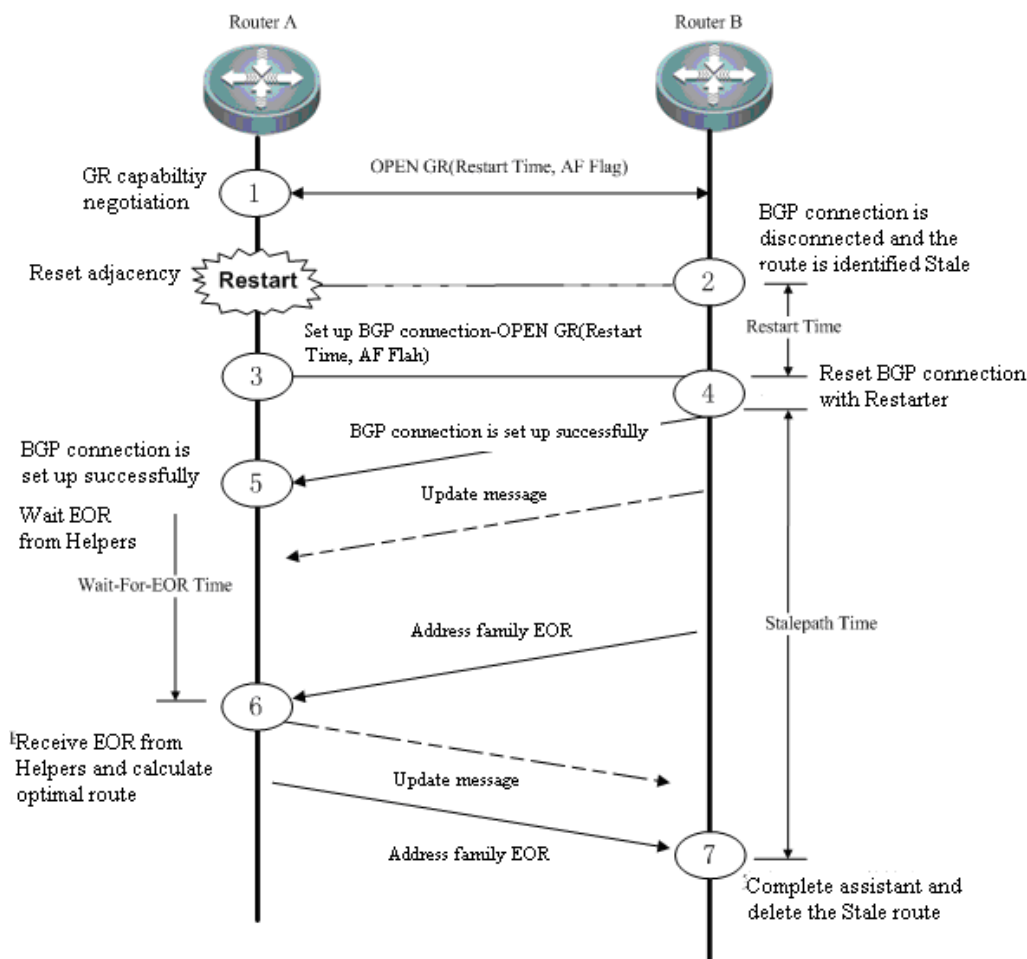 Router A
Router B
OPEN GR(Restart Time, AF Flag)
GR capabiltiy
negotiation
1
BGP connection is
disconnected and the
route is identified Stale
Reset adjacency
Restart
2
Restart Time
Set up BGP connection-OPEN GR(Restart
Time, AF Flah)
3
4
Reset BGP connection
with Restarter
BGP connection is set up successfully
BGP connection is
set up successfully
5
Update message
Wait EOR
from Helpers
Wait-For-EOR Time
Stalepath Time
Address family EOR
6
Receive EOR from
Helpers and calculate
optimal route
Update message
Address family EOR
7
Complete assistant and
delete the Stale route